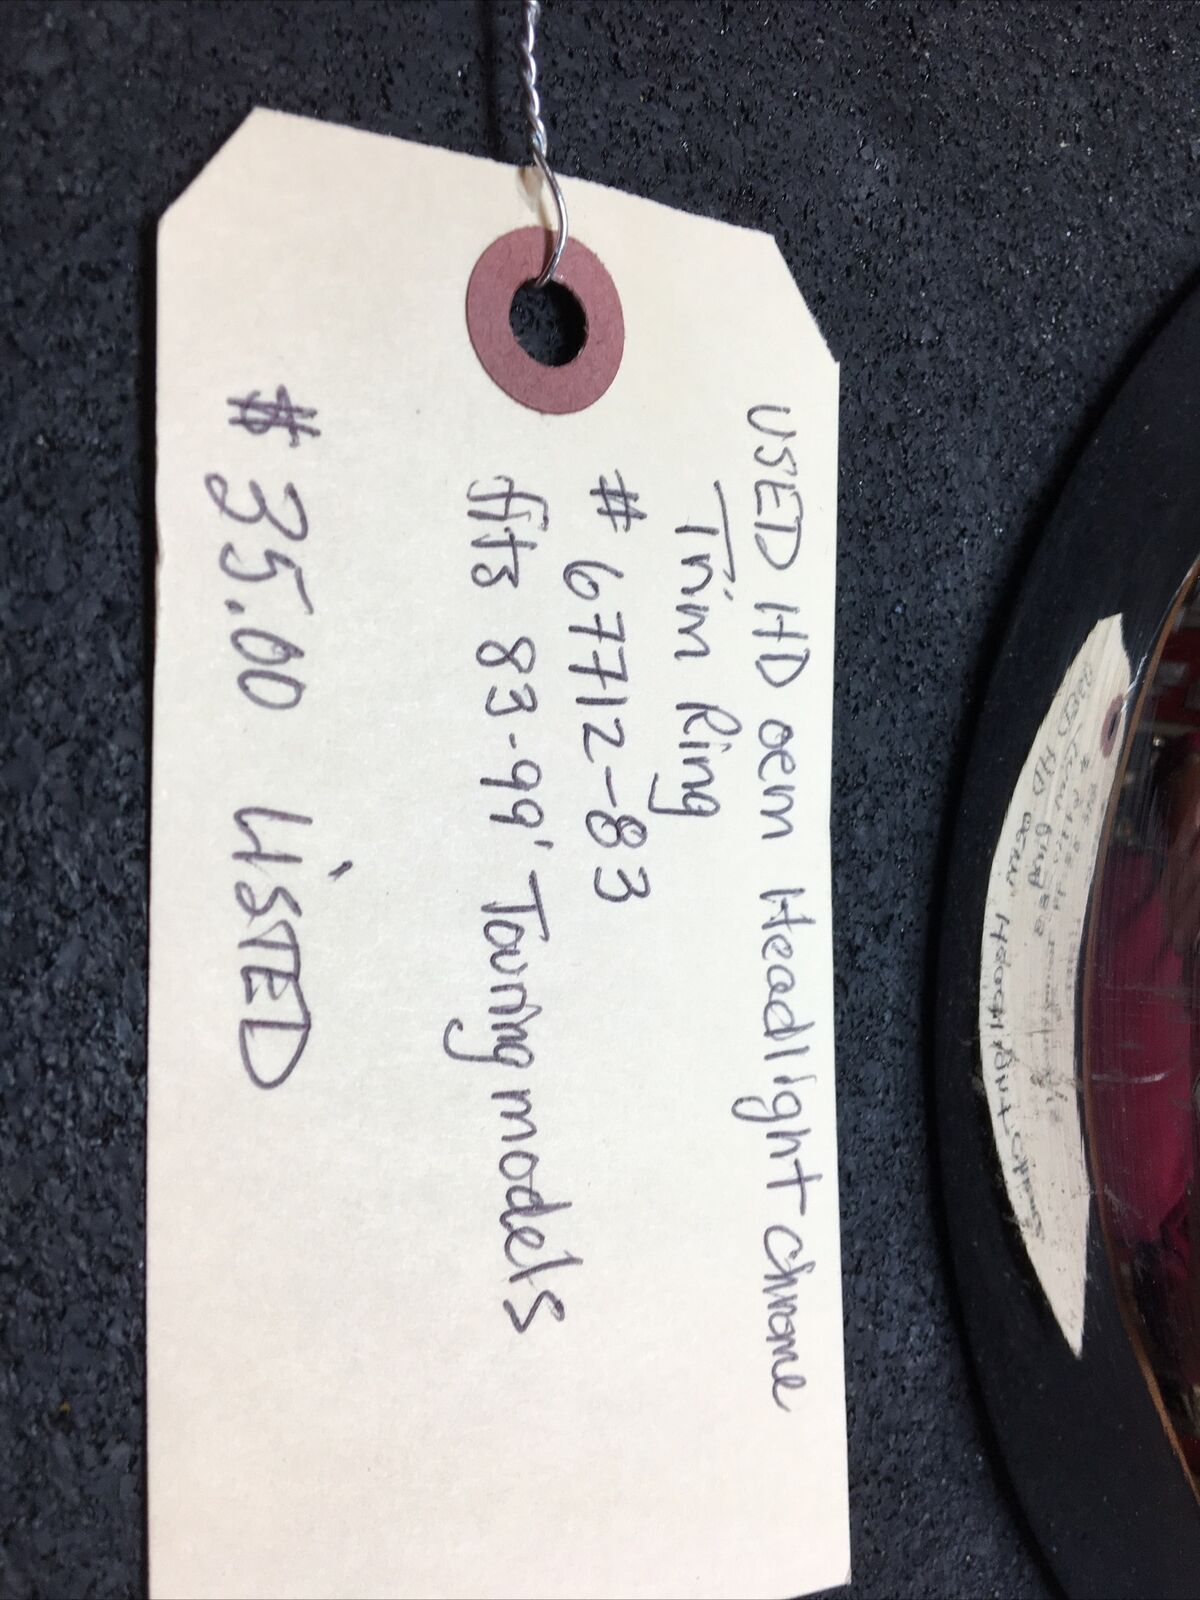 USED HD oem Headlight chrome
Trim Ring
# 67712-83
fits 83-99' Touring models
$35.00 LiSTED